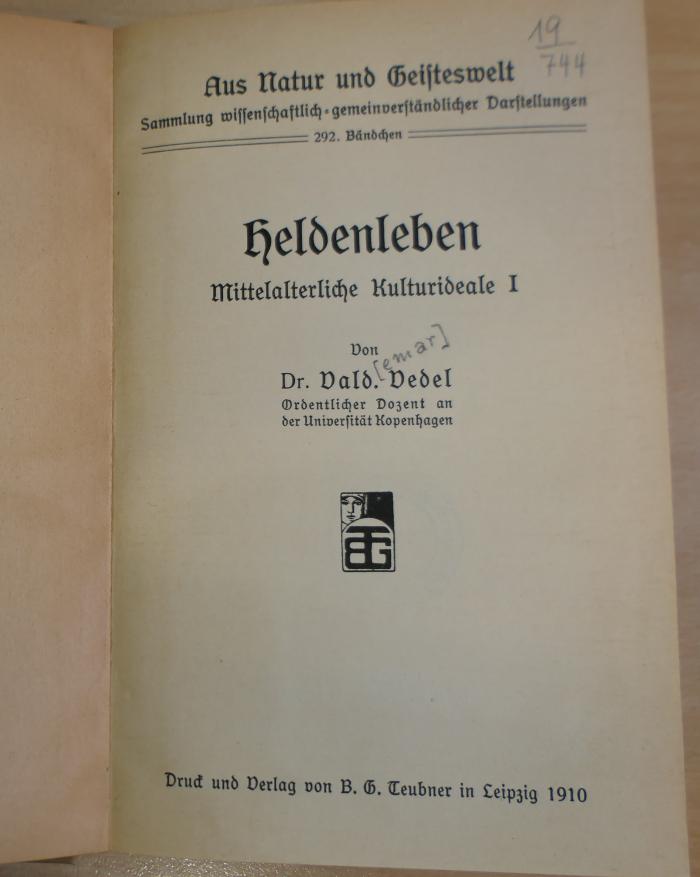 19
744
Aus Natur und Geisteswelt
Sammlung wissenschaftlich-gemeinverständlicher Darstellungen
292. Bändchen
Heldenleben
Mittelalterliche Kulturideale I
Von
[emar]
Dr. Vald. Vedel
Ordentlicher Dozent an
der Universität Kopenhagen
BTG
Druck und Verlag von B. G. Teubner in Leipzig 1910